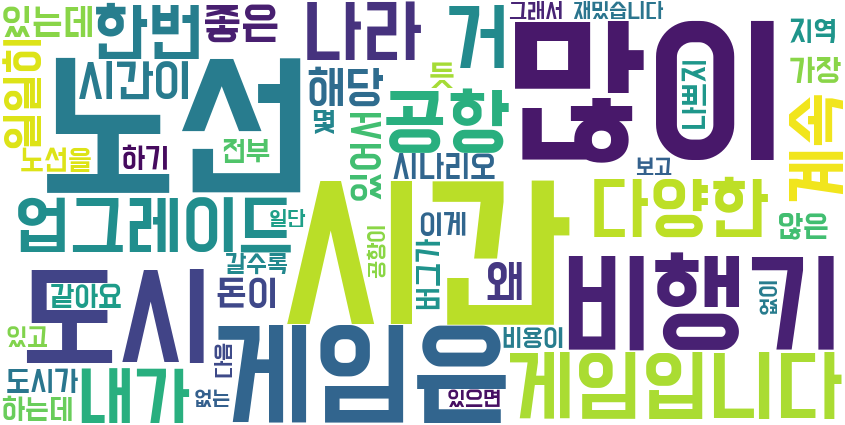 있는데
한번
좋은
나라
거
그래서
재밌습니다
많이
나쁘지
지역
가장
일일히
시간이
노선
해당
듯
몇
공항
계속
노선을
하기
전부
있어서
시나리오
보고
업그레이드
일단
시간
이게
다양한
않은
갈수록
공항이
버그가
왜
비행기
없이
도시
같아요
돈이
있고
다음
게임은
비용이
게임입니다
도시가
하는데
내가
없는
있으면